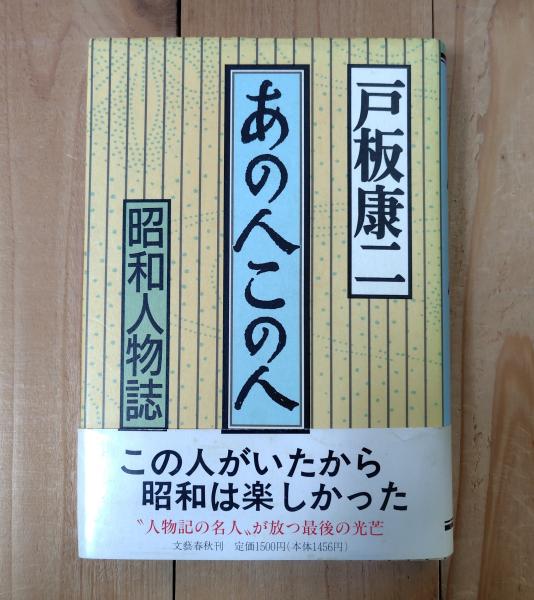 戸板康二
あの人この人
昭和人物誌
この人がいたから
昭和は楽しかった
〝人物記の名人〟が放つ最後の光芒
文藝春秋刊 定価1500円(本体1456円)